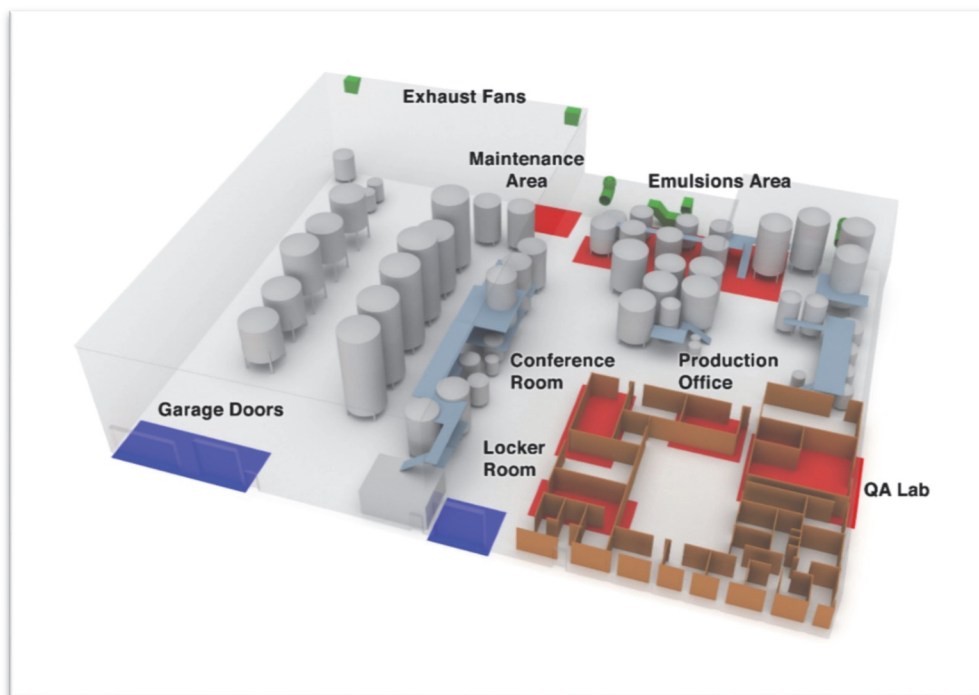 Exhaust Fans
Maintenance
Area
Emulsions Area
Conference
Room
Production
Office
Garage Doors
Locker
Room
QA Lab